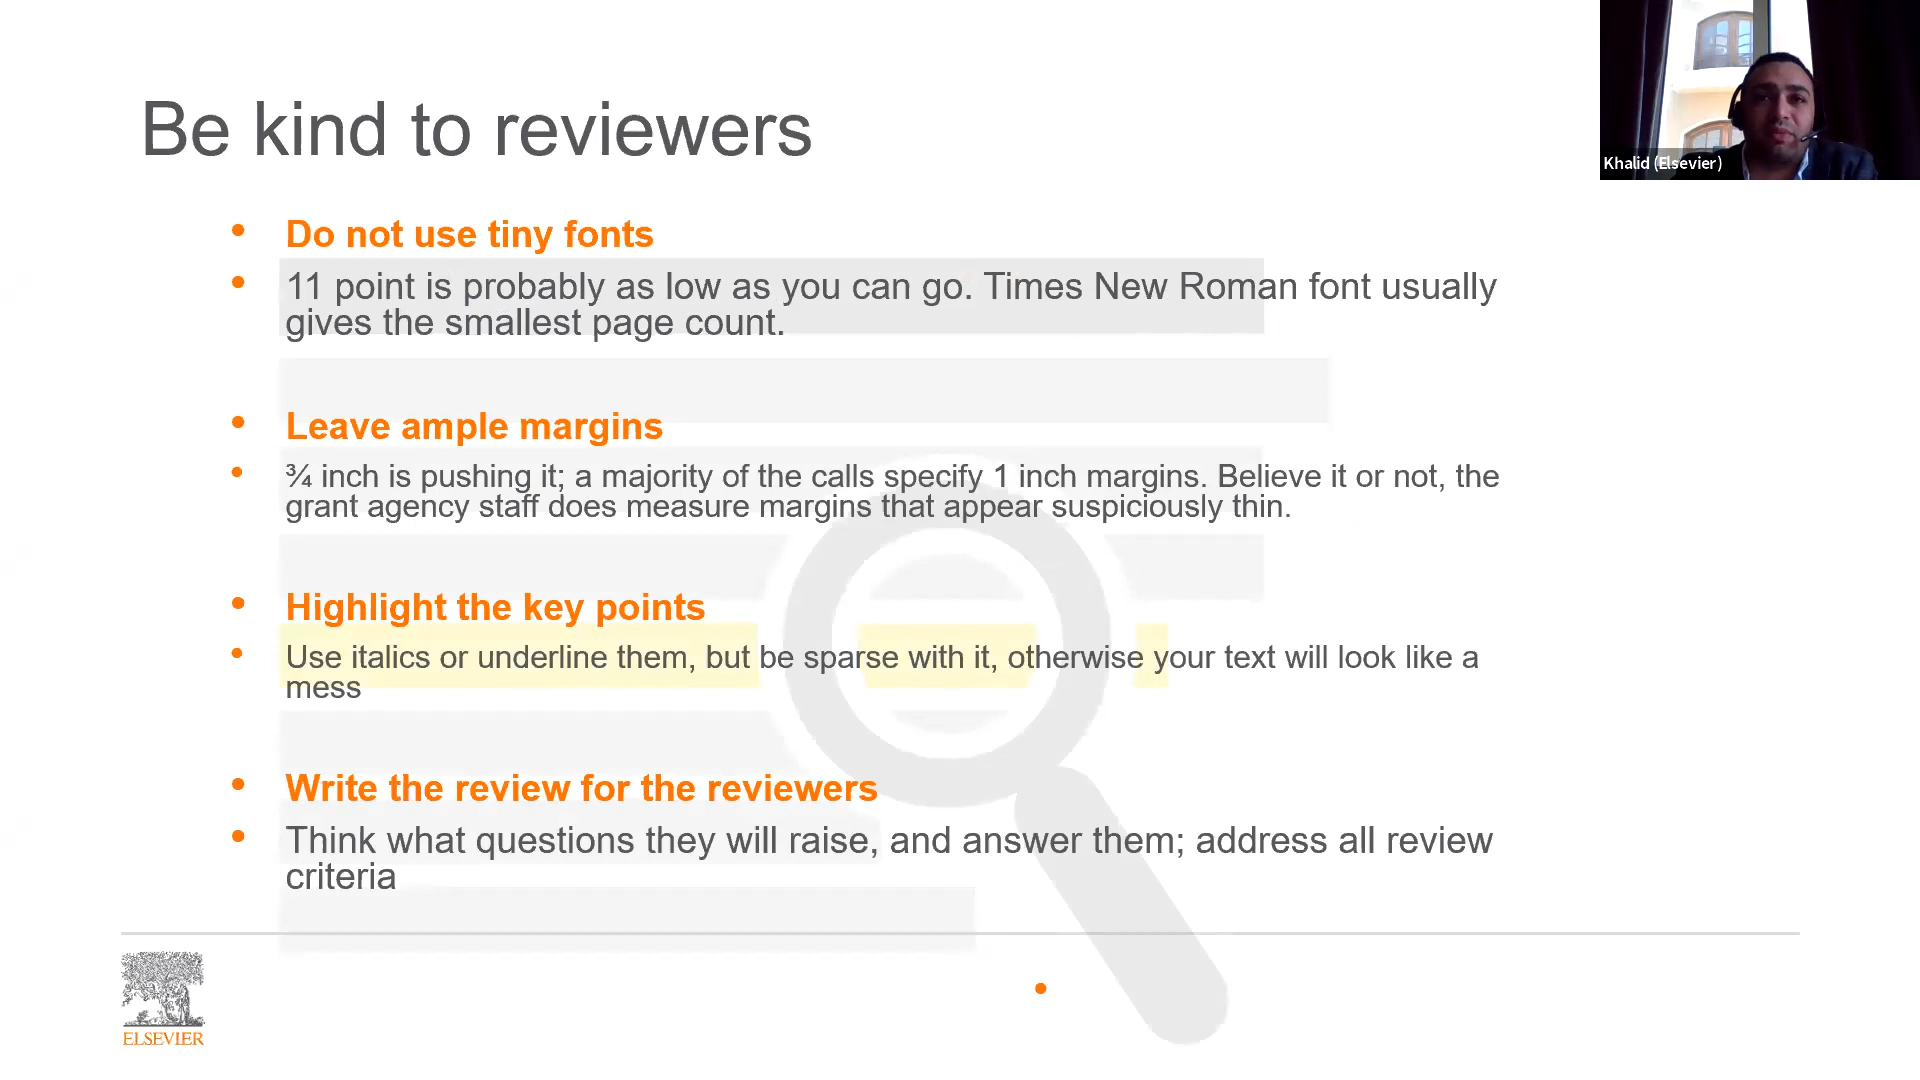 Be kind to reviewers
Khalid (Elsevier)
• Do not use tiny fonts
• 11 point is probably as low as you can go. Times New Roman font usually
gives the smallest page count.
• Leave ample margins
• ¾ inch is pushing it; a majority of the calls specify 1 inch margins. Believe it or not, the
grant agency staff does measure margins that appear suspiciously thin.
• Highlight the key points
• Use italics or underline them, but be sparse with it, otherwise your text will look like a
mess
• Write the review for the reviewers
• Think what questions they will raise, and answer them; address all review
criteria
ELSEVIER